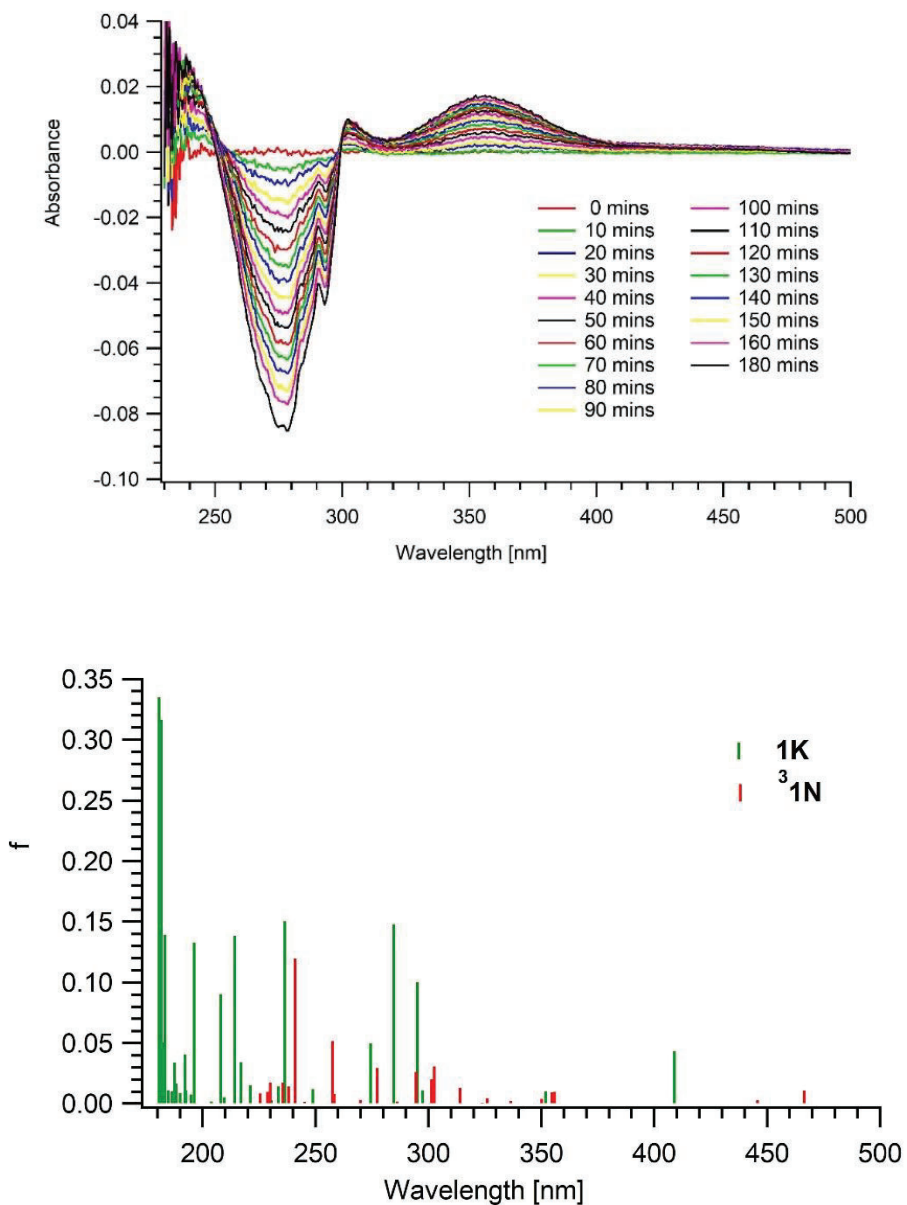 0.04
0.02
0.00
-0.02
-0.04
-0.06
-0.08
-0.10
Absorbance
0 mins
10 mins
20 mins
30 mins
40 mins
50 mins
60 mins
70 mins
80 mins
90 mins
100 mins
110 mins
120 mins
130 mins
140 mins
150 mins
160 mins
180 mins
250 300 350 400 450 500
Wavelength [nm]
0.35
0.30
0.25
0.20
0.15
0.10
0.05
0.00
f
1K
³1N
200 250 300 350 400 450 500
Wavelength [nm]